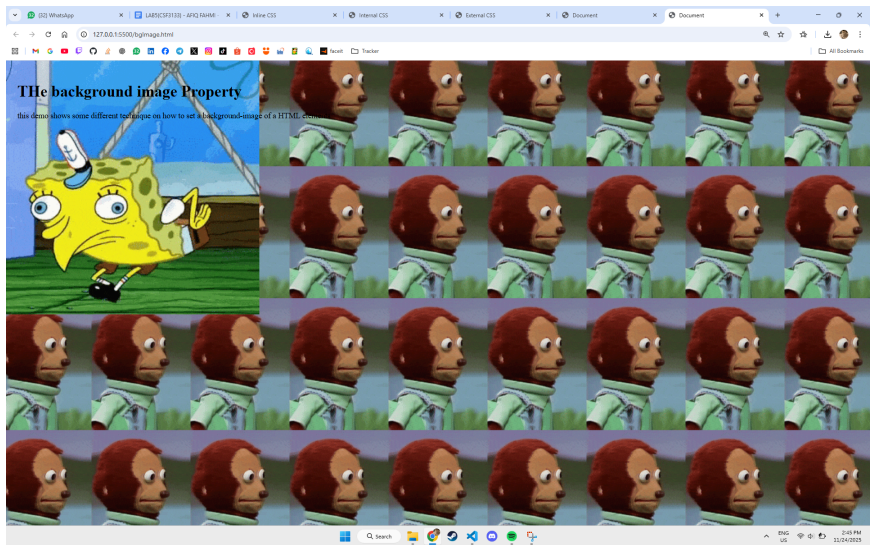 (32) WhatsApp
LAB5(CSF3133) - AFIQ FAHMI -
Inline CSS
Internal CSS
External CSS
Document
Document
127.0.0.1:5500/bgImage.html
faceit
Tracker
All Bookmarks
THe background image Property
this demo shows some different technique on how to set a background-image of a HTML
Search
ENG
US
2:45 PM
11/24/2025